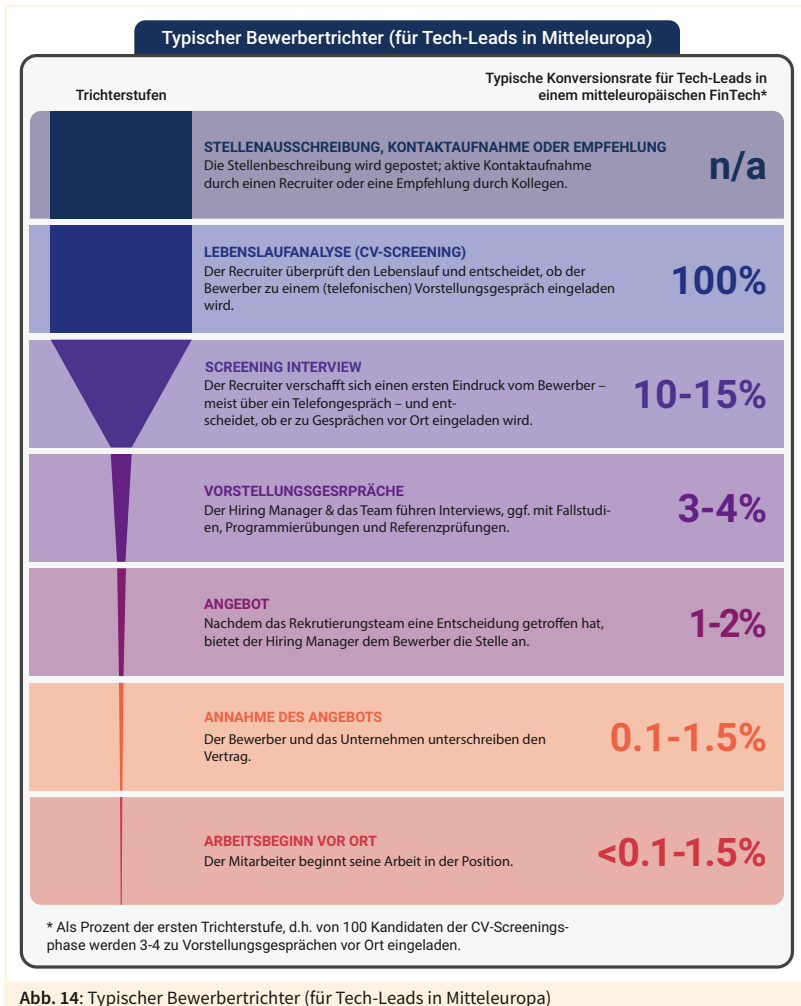 Typischer Bewerbertrichter (für Tech-Leads in Mitteleuropa)
Trichterstufen
Typische Konversionsrate für Tech-Leads in
einem mitteleuropäischen FinTech*
STELLENAUSSCHREIBUNG, KONTAKTAUFNAHME ODER EMPFEHLUNG
Die Stellenbeschreibung wird gepostet; aktive Kontaktaufnahme
durch einen Recruiter oder eine Empfehlung durch Kollegen.
n/a
LEBENSLAUFANALYSE (CV-SCREENING)
Der Recruiter überprüft den Lebenslauf und entscheidet, ob der
Bewerber zu einem (telefonischen) Vorstellungsgespräch eingeladen
wird.
100%
SCREENING INTERVIEW
Der Recruiter verschafft sich einen ersten Eindruck vom Bewerber –
meist über ein Telefongespräch – und ent-
scheidet, ob er zu Gesprächen vor Ort eingeladen wird.
10-15%
VORSTELLUNGSGESRPRÄCHE
Der Hiring Manager & das Team führen Interviews, ggf. mit Fallstudi-
en, Programmierübungen und Referenzprüfungen.
3-4%
ANGEBOT
Nachdem das Rekrutierungsteam eine Entscheidung getroffen hat,
bietet der Hiring Manager dem Bewerber die Stelle an.
1-2%
ANNAHME DES ANGEBOTS
Der Bewerber und das Unternehmen unterschreiben den
Vertrag.
0.1-1.5%
ARBEITSBEGINN VOR ORT
Der Mitarbeiter beginnt seine Arbeit in der Position.
<0.1-1.5%
* Als Prozent der ersten Trichterstufe, d.h. von 100 Kandidaten der CV-Screenings-
phase werden 3-4 zu Vorstellungsgesprächen vor Ort eingeladen.
Abb. 14: Typischer Bewerbertrichter (für Tech-Leads in Mitteleuropa)